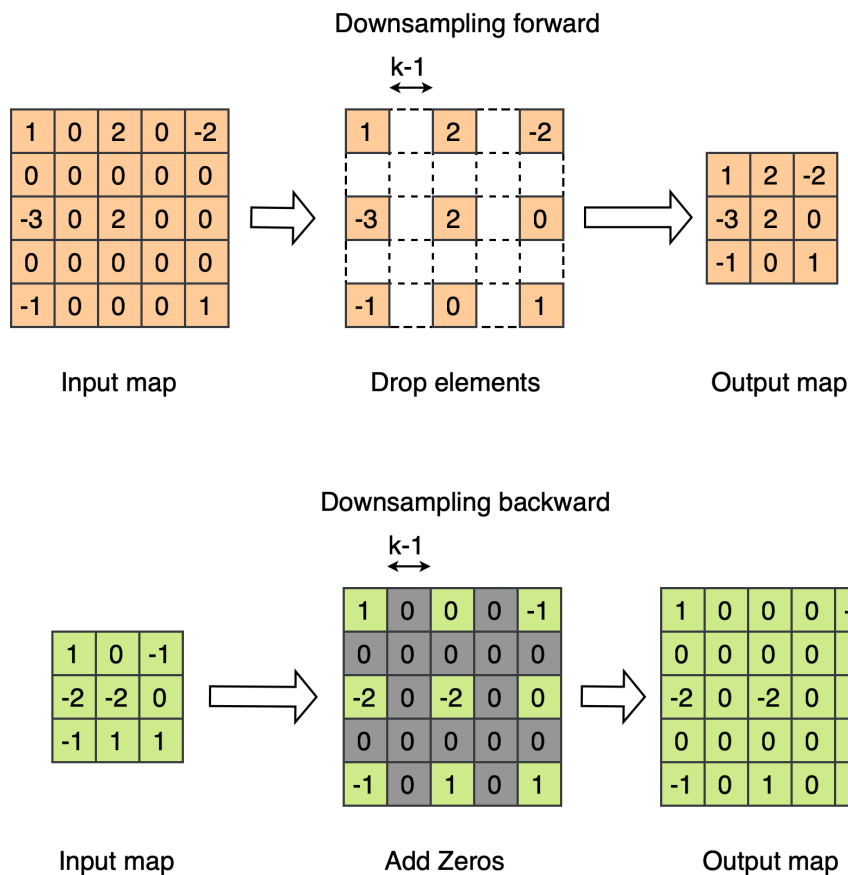 Downsampling forward
k-1
1 0 2 0 -2
0 0 0 0 0
-3 0 2 0 0
0 0 0 0 0
-1 0 0 0 1
1 2 -2
-3 2 0
-1 0 1
1 2 -2
-3 2 0
-1 0 1
Input map
Drop elements
Output map
Downsampling backward
k-1
1 0 -1
-2 -2 0
-1 1 1
1 0 0 0 -1
0 0 0 0 0
-2 0 -2 0 0
0 0 0 0 0
-1 0 1 0 1
1 0 0 0 -
0 0 0 0
-2 0 -2 0
0 0 0 0
-1 0 1 0
Input map
Add Zeros
Output map